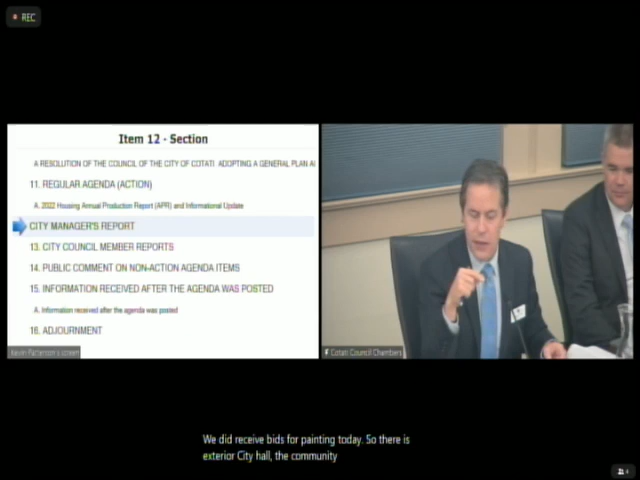 REC
Item 12 - Section
A RESOLUTION OF THE COUNCIL OF THE CITY OF COTATI ADOPTING A GENERAL PLAN A
11. REGULAR AGENDA (ACTION)
A. 2022 Housing Annual Production Report (APR) and Informational Update
CITY MANAGER'S REPORT
13. CITY COUNCIL MEMBER REPORTS
14. PUBLIC COMMENT ON NON-ACTION AGENDA ITEMS
15. INFORMATION RECEIVED AFTER THE AGENDA WAS POSTED
A. Information received after the agenda was posted
16. ADJOURNMENT
Kevin Patterson's screen
Cotati Council Chambers
We did receive bids for painting today. So there is
exterior City hall, the community